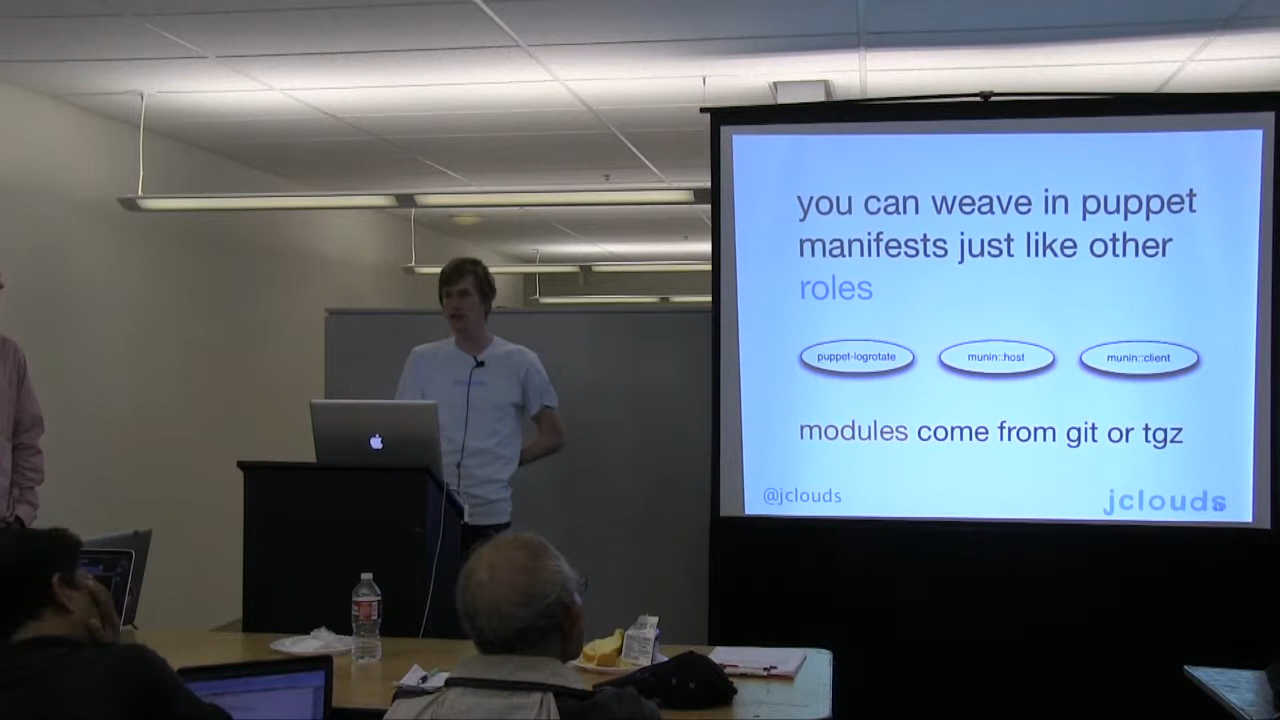 you can weave in puppet
manifests just like other
roles
puppet-logrotate munin::host munin::client
modules come from git or tgz
@jclouds jclouds